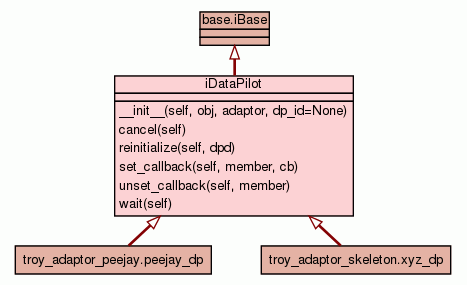 base.iBase
iDataPilot
__init__(self, obj, adaptor, dp_id=None)
cancel(self)
reinitialize(self, dpd)
set_callback(self, member, cb)
unset_callback(self, member)
wait(self)
troy_adaptor_peejay.peejay_dp
troy_adaptor_skeleton.xyz_dp